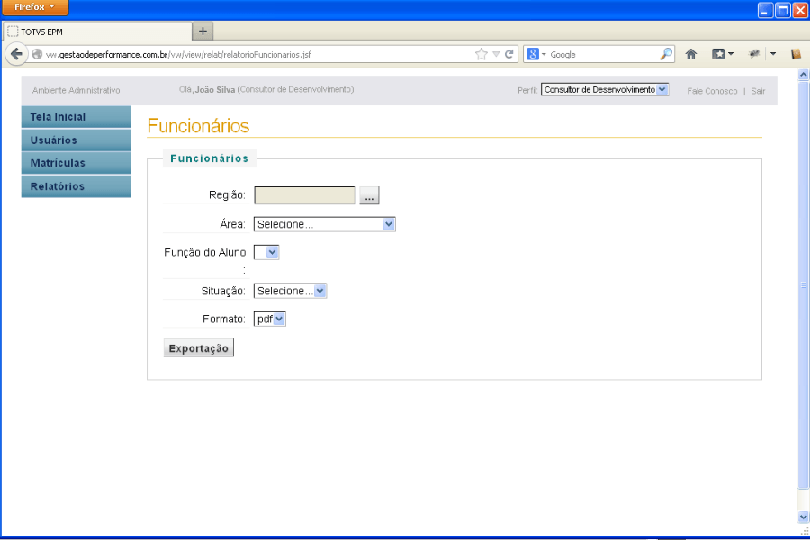 Firefox
TOTVS EPM
ww.gestaodeperformance.com.br/vw/view/relat/relatorioFuncionarios.jsf
Google
Ambiente Administrativo
Olá, João Silva (Consultor de Desenvolvimento)
Perfil: Consultor de Desenvolvimento
Fale Conosco | Sair
Tela Inicial
Usuários
Matrículas
Relatórios
Funcionários
Funcionários
Região:
...
Área: Selecione...
Função do Aluno
:
Situação: Selecione...
Formato: pdf
Exportação